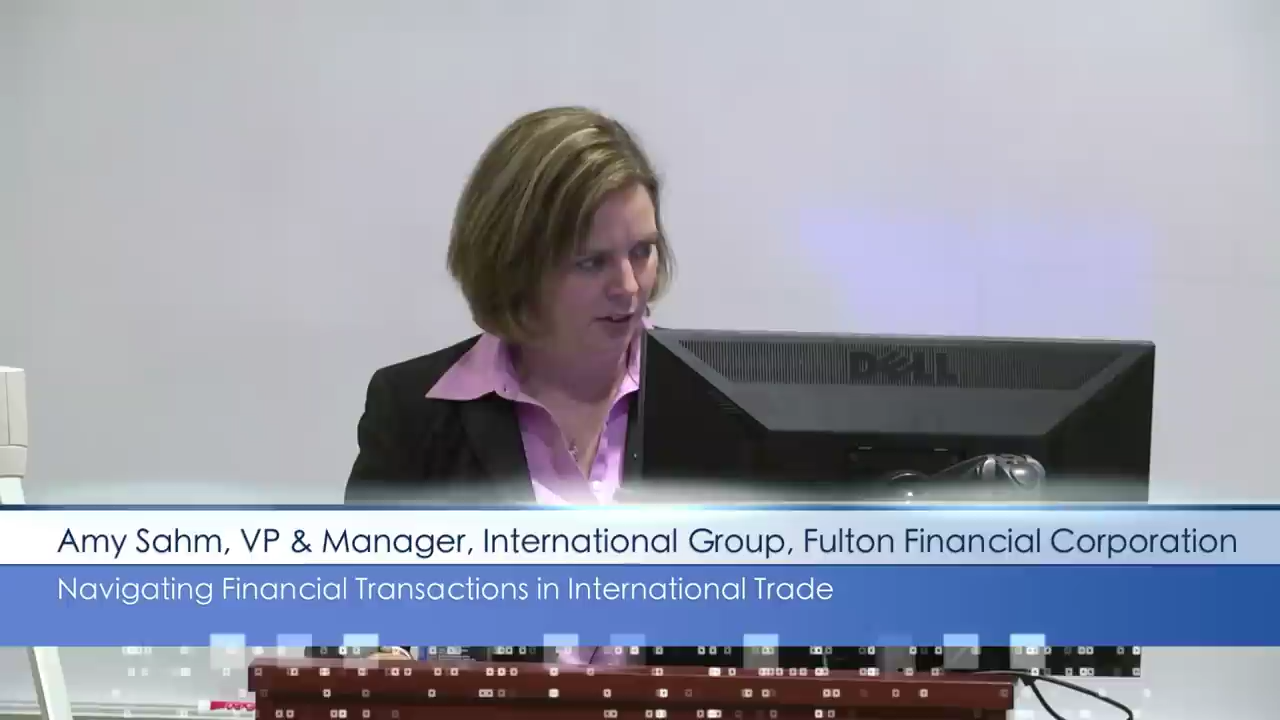 DELL
Amy Sahm, VP & Manager, International Group, Fulton Financial Corporation
Navigating Financial Transactions in International Trade